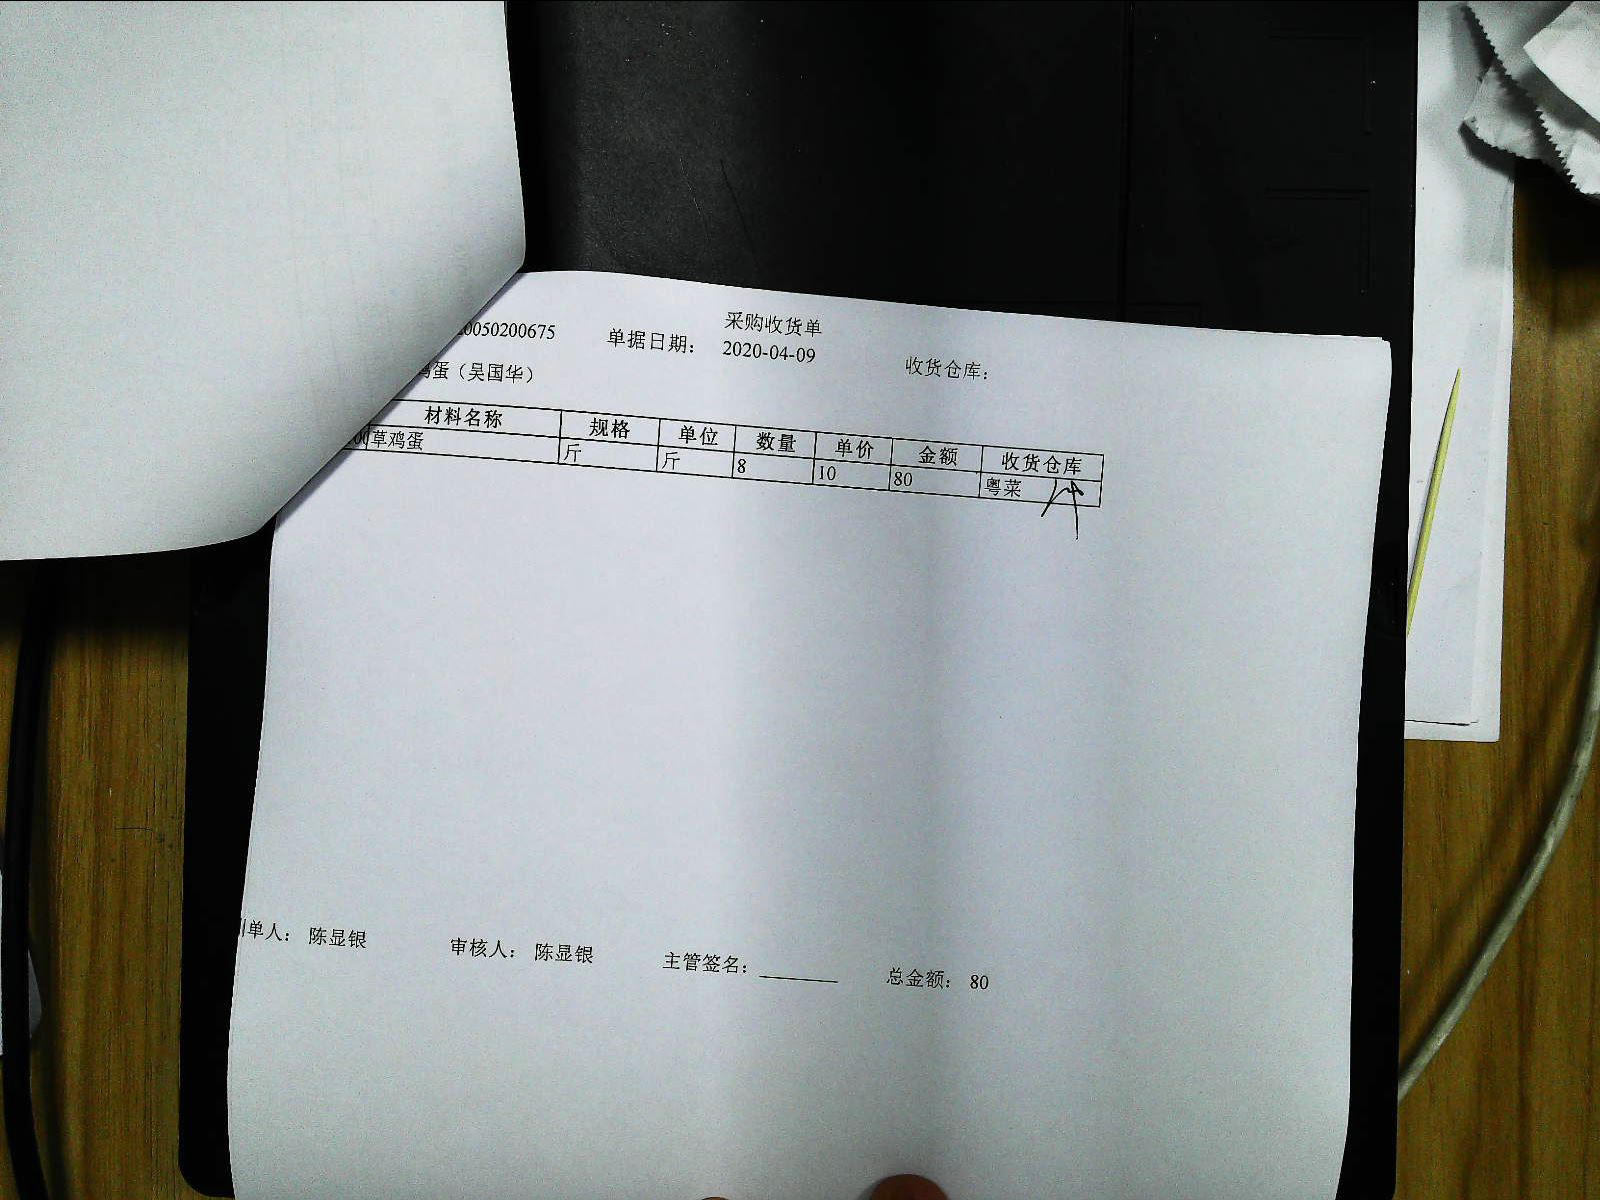 采购收货单
0050200675 单据日期： 2020-04-09 收货仓库：
鸡蛋（吴国华）
材料名称 规格 单位 数量 单价 金额 收货仓库
草鸡蛋 斤 斤 8 10 80 粤菜
单人： 陈显银 审核人： 陈显银 主管签名： 总金额： 80